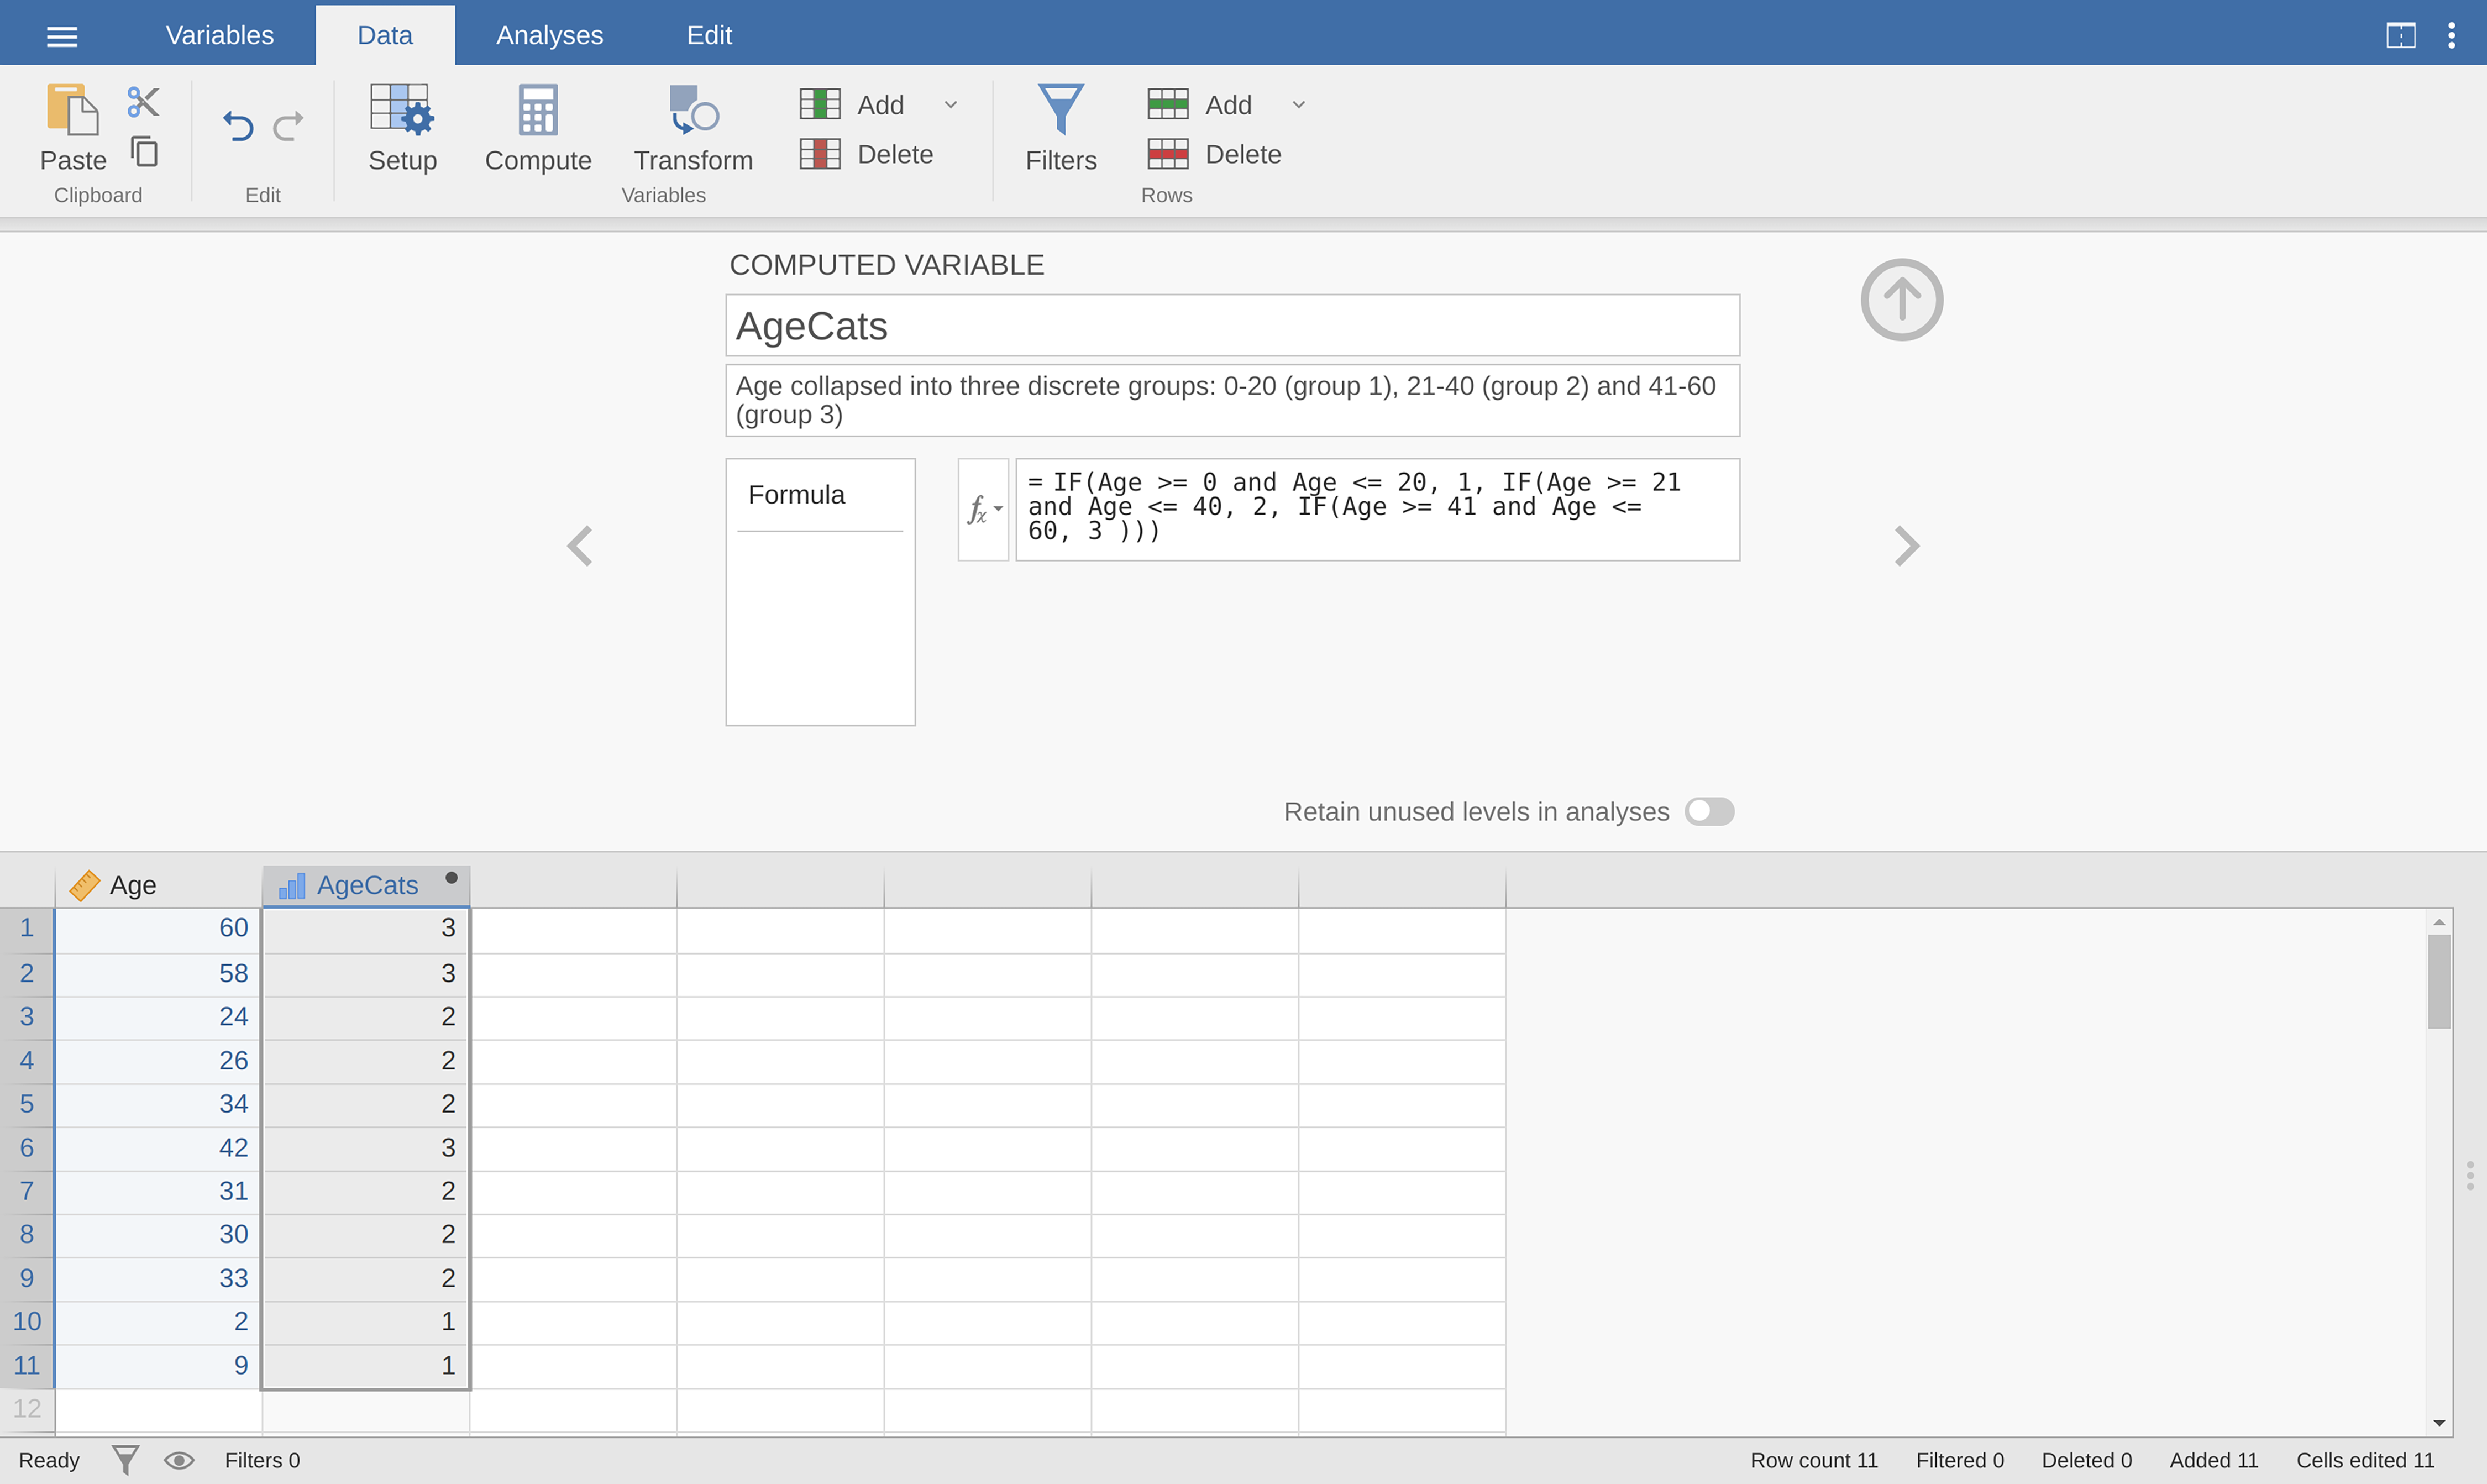 Variables Data Analyses Edit
Paste
Clipboard
Edit
Setup Compute Transform
Add
Delete
Variables
Filters
Add
Delete
Rows
COMPUTED VARIABLE
AgeCats
Age collapsed into three discrete groups: 0-20 (group 1), 21-40 (group 2) and 41-60
(group 3)
Formula
fx
= IF(Age >= 0 and Age <= 20, 1, IF(Age >= 21
and Age <= 40, 2, IF(Age >= 41 and Age <=
60, 3 )))
Retain unused levels in analyses
Age AgeCats
1 60 3
2 58 3
3 24 2
4 26 2
5 34 2
6 42 3
7 31 2
8 30 2
9 33 2
10 2 1
11 9 1
12
Ready Filters 0 Row count 11 Filtered 0 Deleted 0 Added 11 Cells edited 11